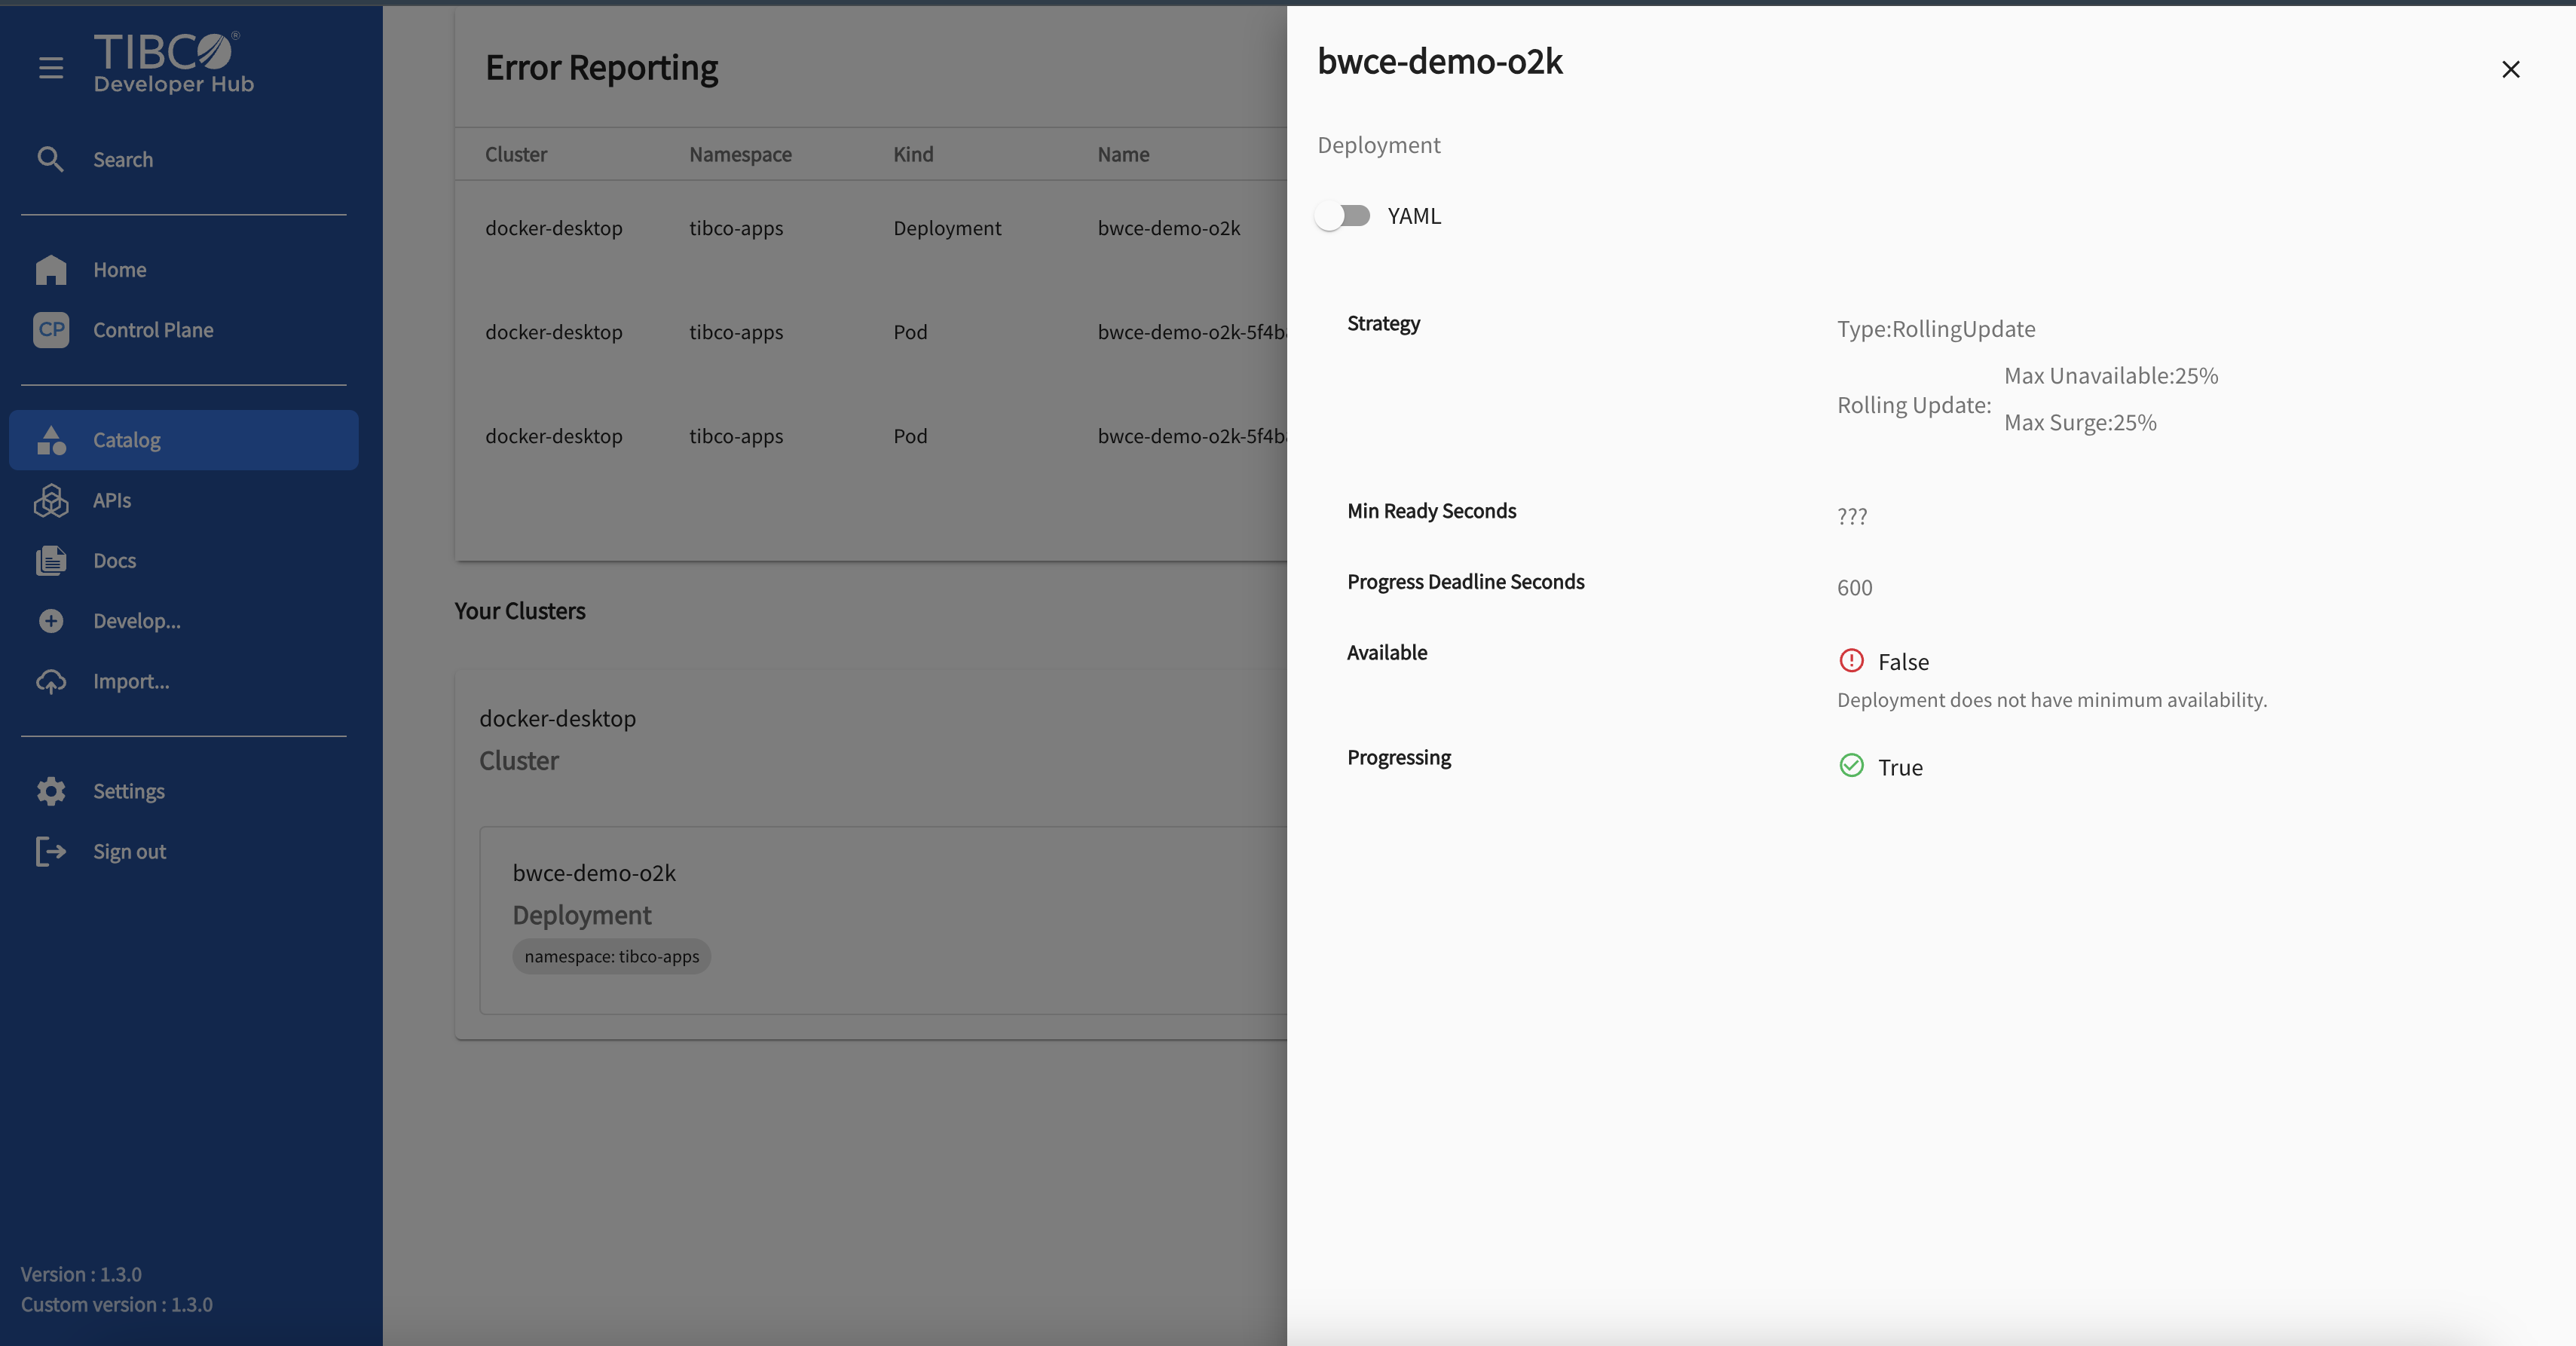 TIBCO®
Developer Hub
Search
Home
CP Control Plane
Catalog
APIs
Docs
Develop...
Import...
Settings
Sign out
Version : 1.3.0
Custom version : 1.3.0
Error Reporting
Cluster Namespace Kind Name
docker-desktop tibco-apps Deployment bwce-demo-o2k
docker-desktop tibco-apps Pod bwce-demo-o2k-5f4b
docker-desktop tibco-apps Pod bwce-demo-o2k-5f4b
Your Clusters
docker-desktop
Cluster
bwce-demo-o2k
Deployment
namespace: tibco-apps
bwce-demo-o2k
Deployment
YAML
Strategy
Type:RollingUpdate
Rolling Update:
Max Unavailable:25%
Max Surge:25%
Min Ready Seconds ???
Progress Deadline Seconds 600
Available False
Deployment does not have minimum availability.
Progressing True